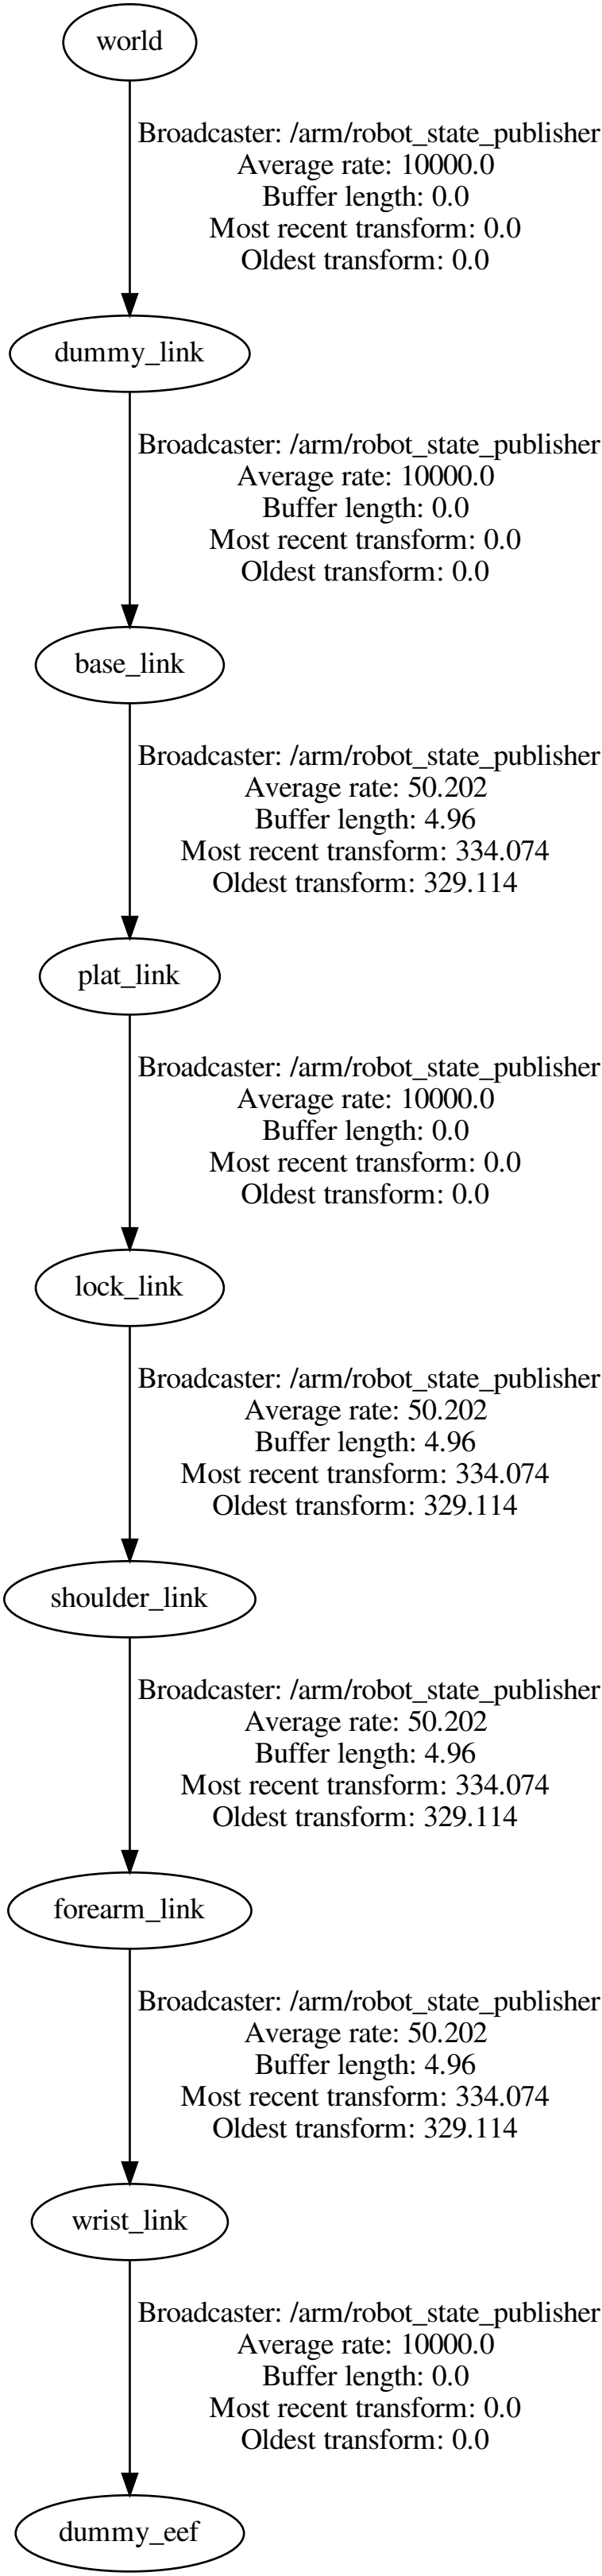 world
Broadcaster: /arm/robot_state_publisher
Average rate: 10000.0
Buffer length: 0.0
Most recent transform: 0.0
Oldest transform: 0.0
dummy_link
Broadcaster: /arm/robot_state_publisher
Average rate: 10000.0
Buffer length: 0.0
Most recent transform: 0.0
Oldest transform: 0.0
base_link
Broadcaster: /arm/robot_state_publisher
Average rate: 50.202
Buffer length: 4.96
Most recent transform: 334.074
Oldest transform: 329.114
plat_link
Broadcaster: /arm/robot_state_publisher
Average rate: 10000.0
Buffer length: 0.0
Most recent transform: 0.0
Oldest transform: 0.0
lock_link
Broadcaster: /arm/robot_state_publisher
Average rate: 50.202
Buffer length: 4.96
Most recent transform: 334.074
Oldest transform: 329.114
shoulder_link
Broadcaster: /arm/robot_state_publisher
Average rate: 50.202
Buffer length: 4.96
Most recent transform: 334.074
Oldest transform: 329.114
forearm_link
Broadcaster: /arm/robot_state_publisher
Average rate: 50.202
Buffer length: 4.96
Most recent transform: 334.074
Oldest transform: 329.114
wrist_link
Broadcaster: /arm/robot_state_publisher
Average rate: 10000.0
Buffer length: 0.0
Most recent transform: 0.0
Oldest transform: 0.0
dummy_eef